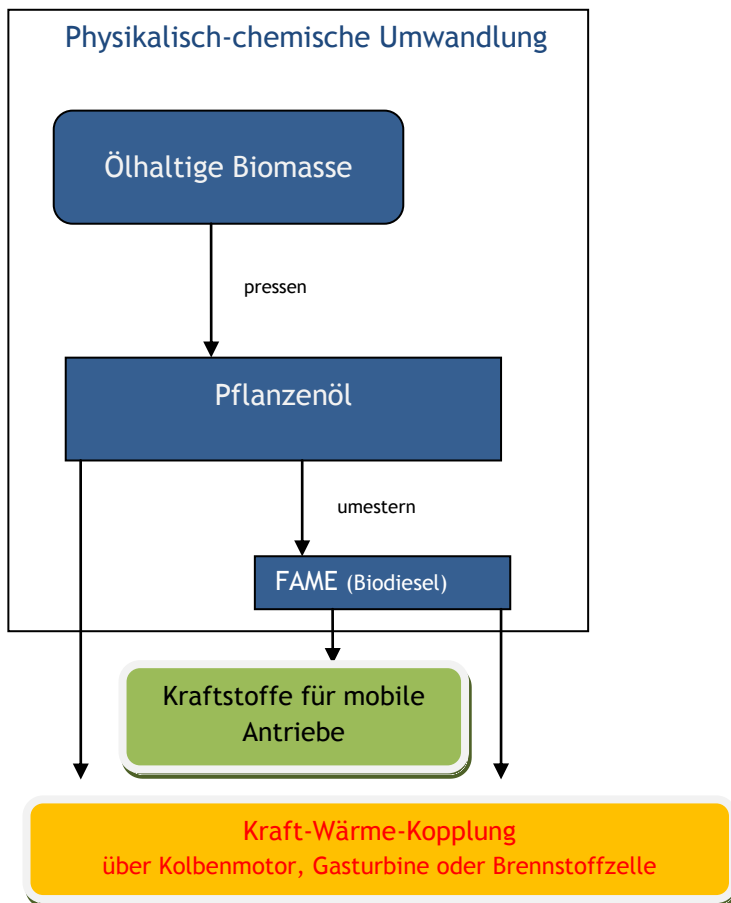 Physikalisch-chemische Umwandlung
Ölhaltige Biomasse
pressen
Pflanzenöl
umestern
FAME (Biodiesel)
Kraftstoffe für mobile
Antriebe
Kraft-Wärme-Kopplung
über Kolbenmotor, Gasturbine oder Brennstoffzelle